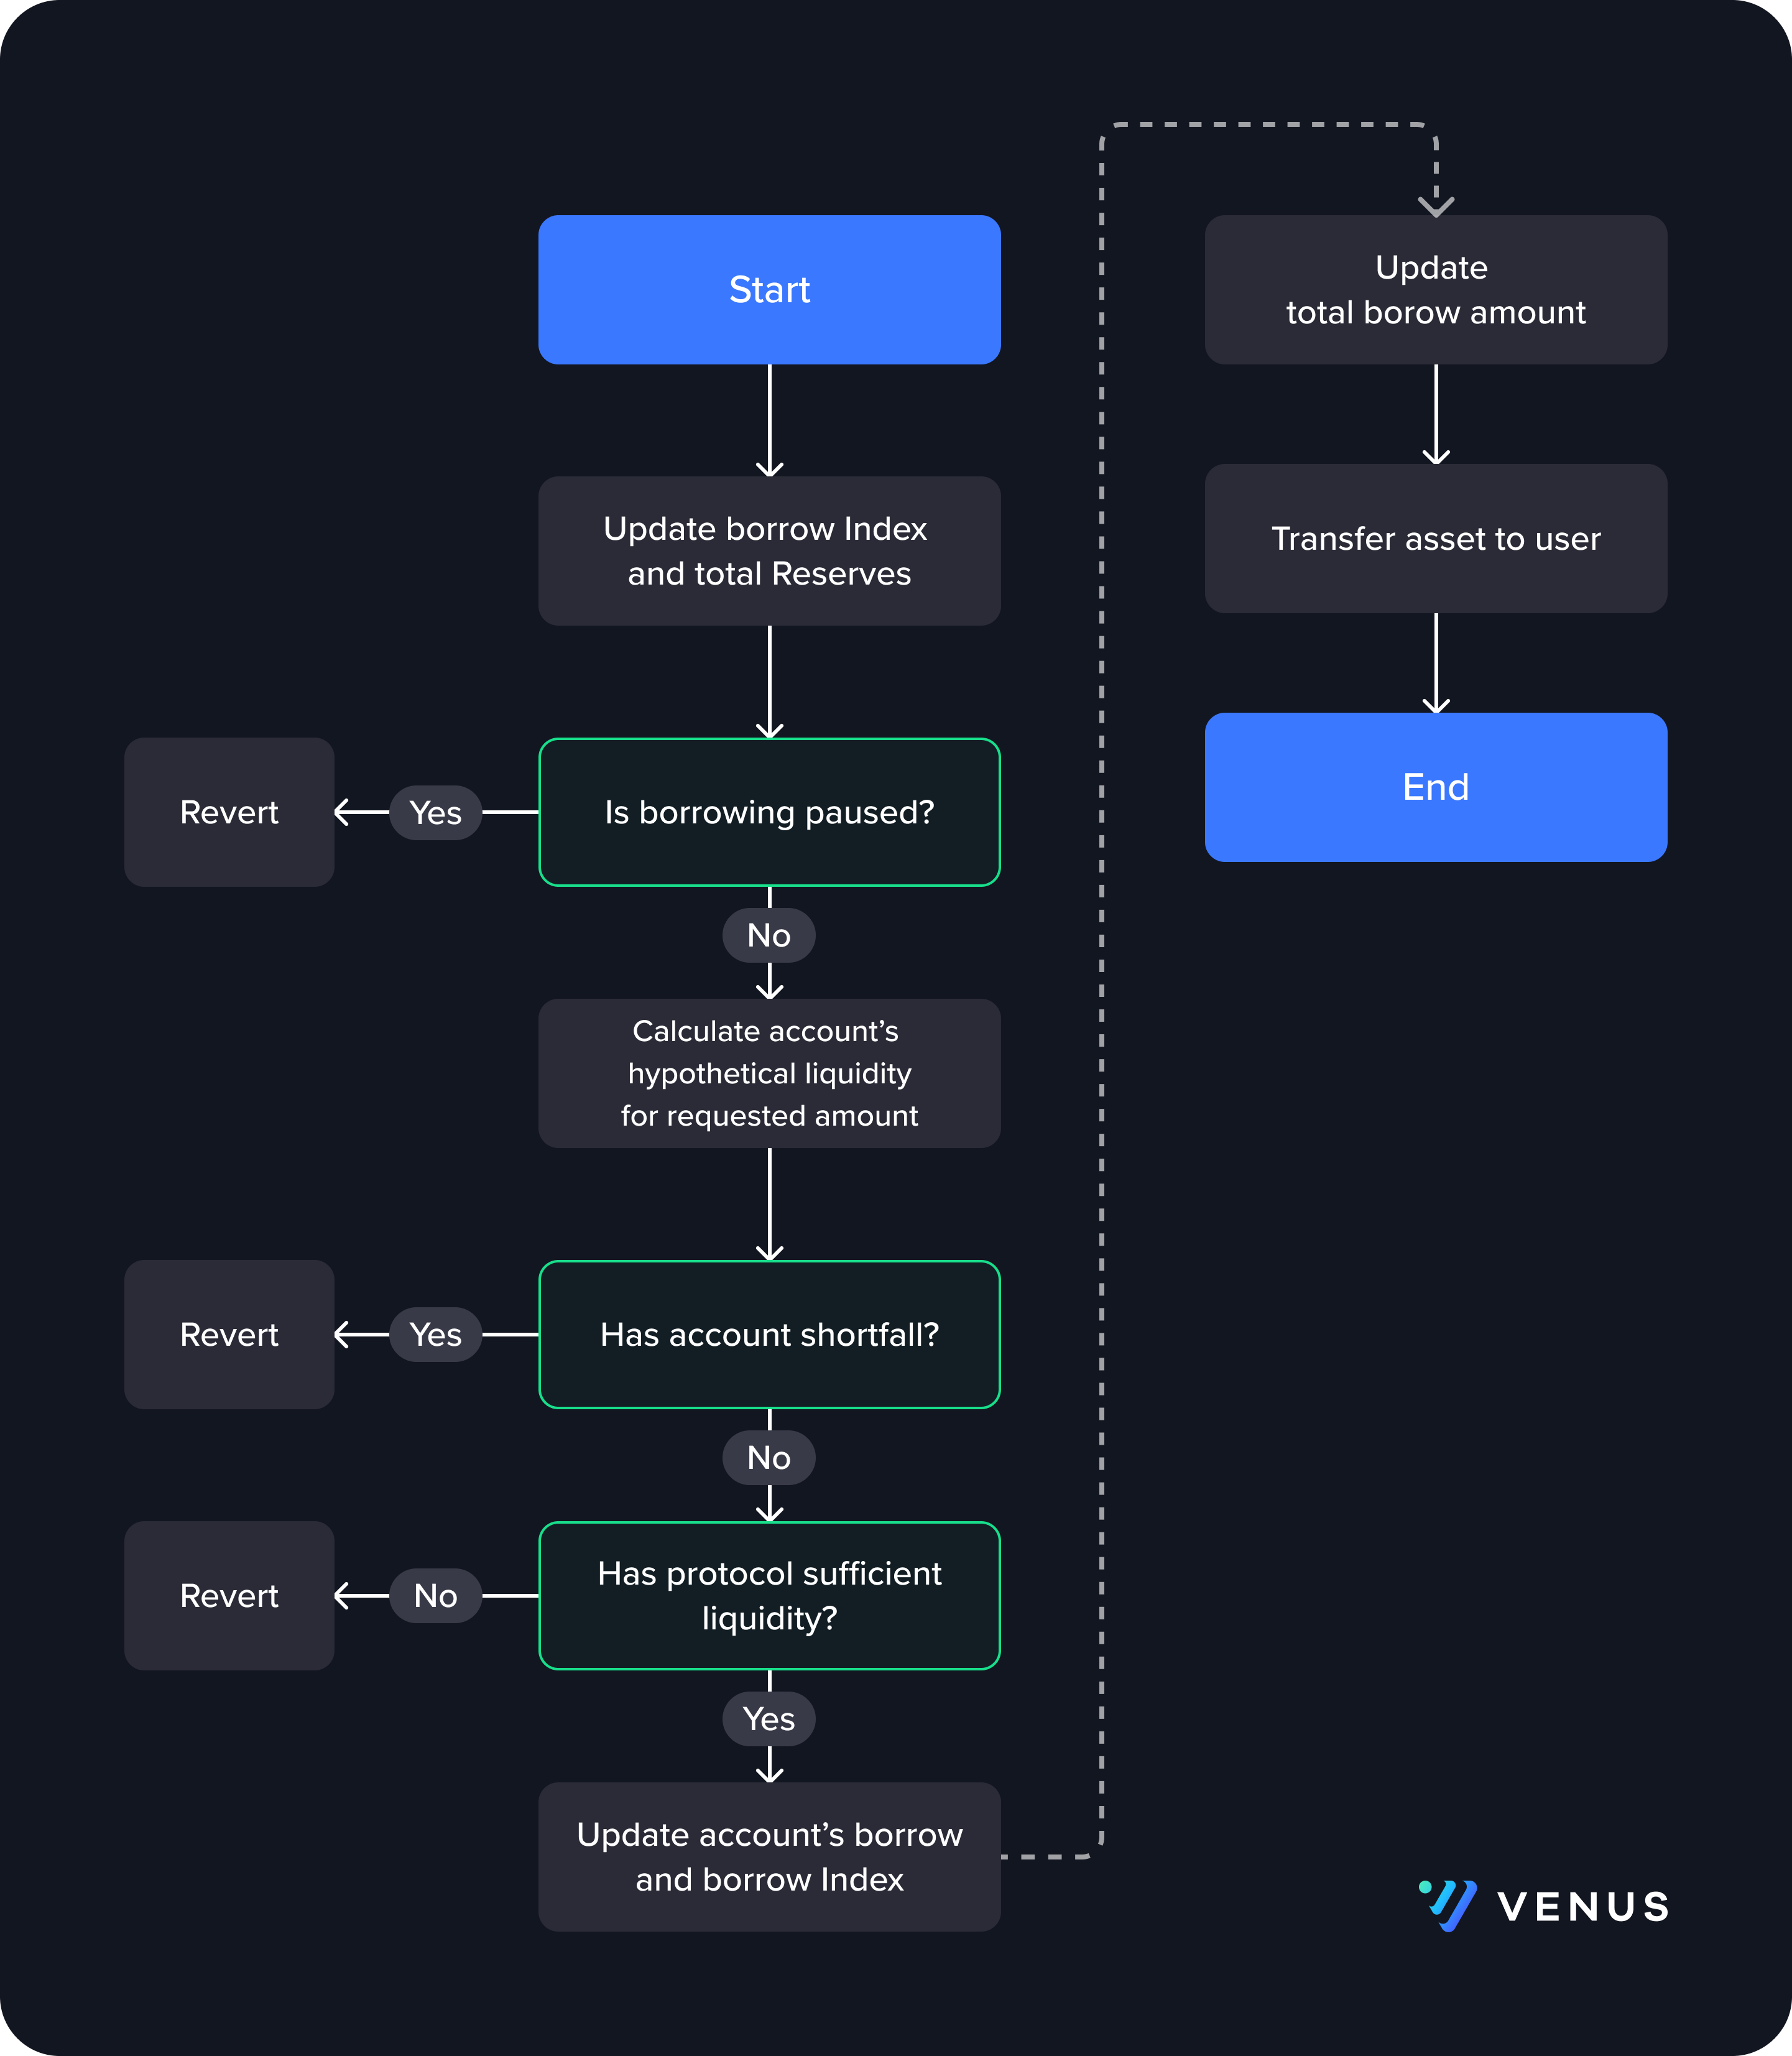 Start
Update borrow Index
and total Reserves
Is borrowing paused?
Yes
Revert
No
Calculate account’s
hypothetical liquidity
for requested amount
Has account shortfall?
Yes
Revert
No
Has protocol sufficient
liquidity?
No
Revert
Yes
Update account’s borrow
and borrow Index
Update
total borow amount
Transfer asset to user
End
VENUS